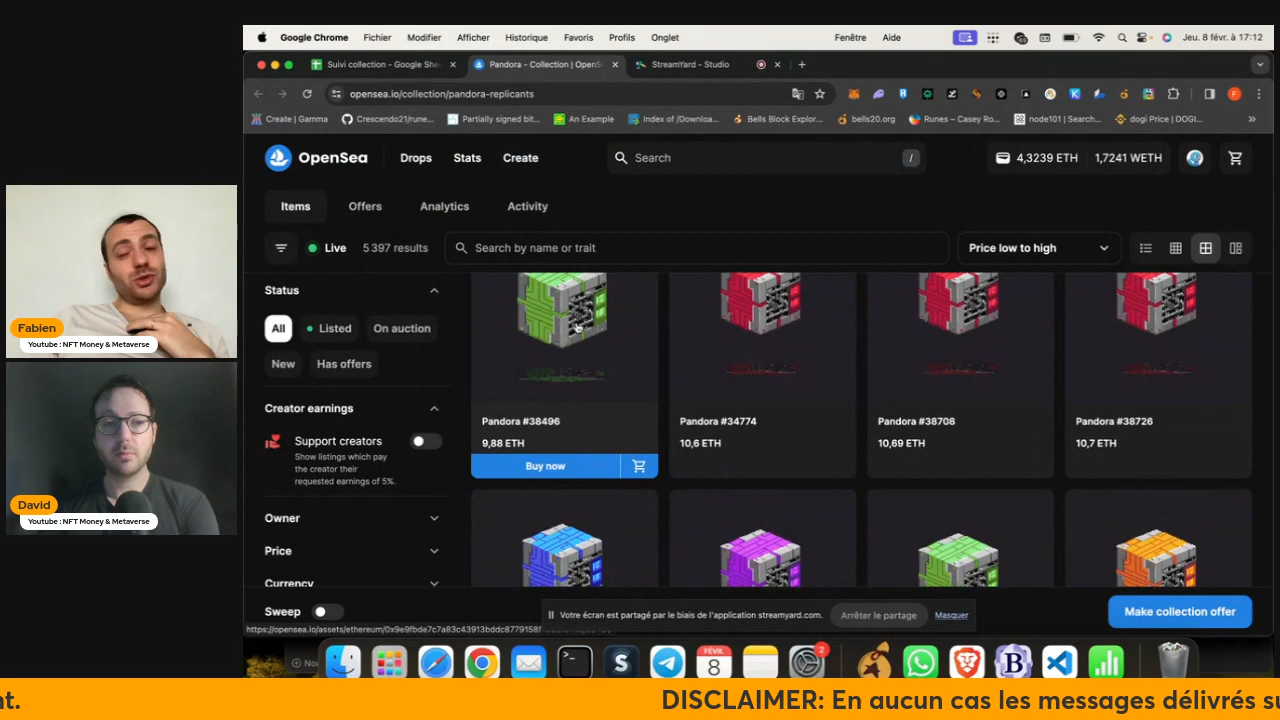 Google Chrome Fichier Modifier Afficher Historique Favoris Profils Onglet Fenêtre Aide Jeu. 8 févr. à 17:12
Suivi collection - Google She Pandora - Collection | OpenS StreamYard - Studio
opensea.io/collection/pandora-replicants
Create | Gamma Crescendo21/rune... Partially signed bit... An Example Index of /Downloa... Bells Block Explor... bells20.org Runes – Casey Ro... node101 | Search... dogi Price | DOGI...
OpenSea Drops Stats Create Search / 4,3239 ETH 1,7241 WETH
Items Offers Analytics Activity
Live 5 397 results Search by name or trait Price low to high
Status
All Listed On auction
New Has offers
Creator earnings
Support creators
Show listings which pay
the creator their
requested earnings of 5%.
Owner
Price
Currency
Sweep
Pandora #38496
9,88 ETH
Buy now
Pandora #34774
10,6 ETH
Pandora #38708
10,69 ETH
Pandora #38726
10,7 ETH
Votre écran est partagé par le biais de l'application streamyard.com. Arrêter le partage Masquer
Make collection offer
FÉVR.
8
2
Fabien
Youtube : NFT Money & Metaverse
David
Youtube : NFT Money & Metaverse
nt. DISCLAIMER: En aucun cas les messages délivrés su